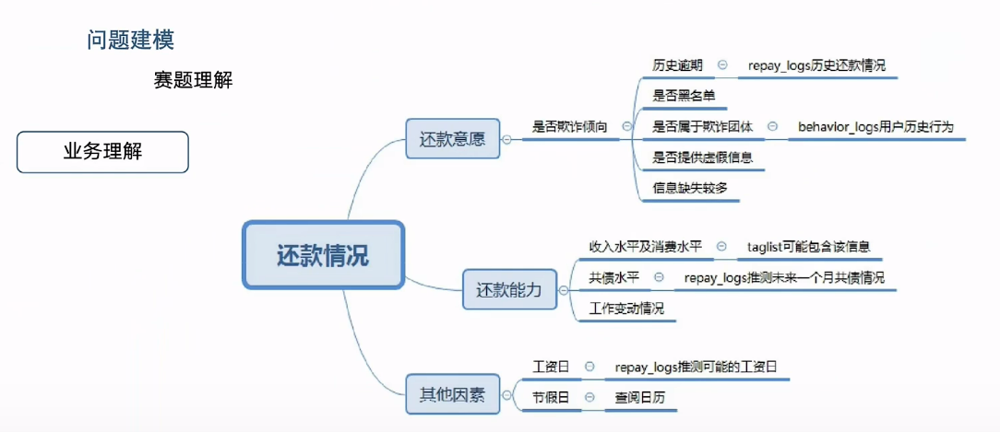 问题建模
赛题理解
业务理解
还款情况
还款意愿
是否欺诈倾向
历史逾期
repay_logs历史还款情况
是否黑名单
是否属于欺诈团体
behavior_logs用户历史行为
是否提供虚假信息
信息缺失较多
还款能力
收入水平及消费水平
taglist可能包含该信息
共债水平
repay_logs推测未来一个月共债情况
工作变动情况
其他因素
工资日
repay_logs推测可能的工资日
节假日
查阅日历